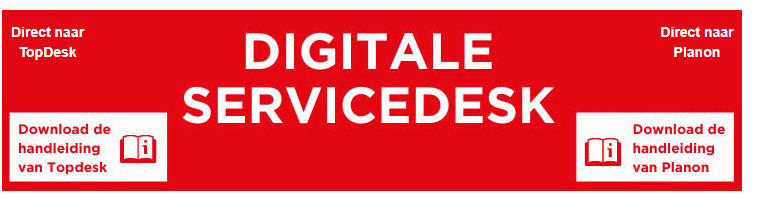 Direct naar
TopDesk
DIGITALE
SERVICEDESK
Direct naar
Planon
Download de
handleiding
van Topdesk
i
Download de
handleiding
van Planon
i